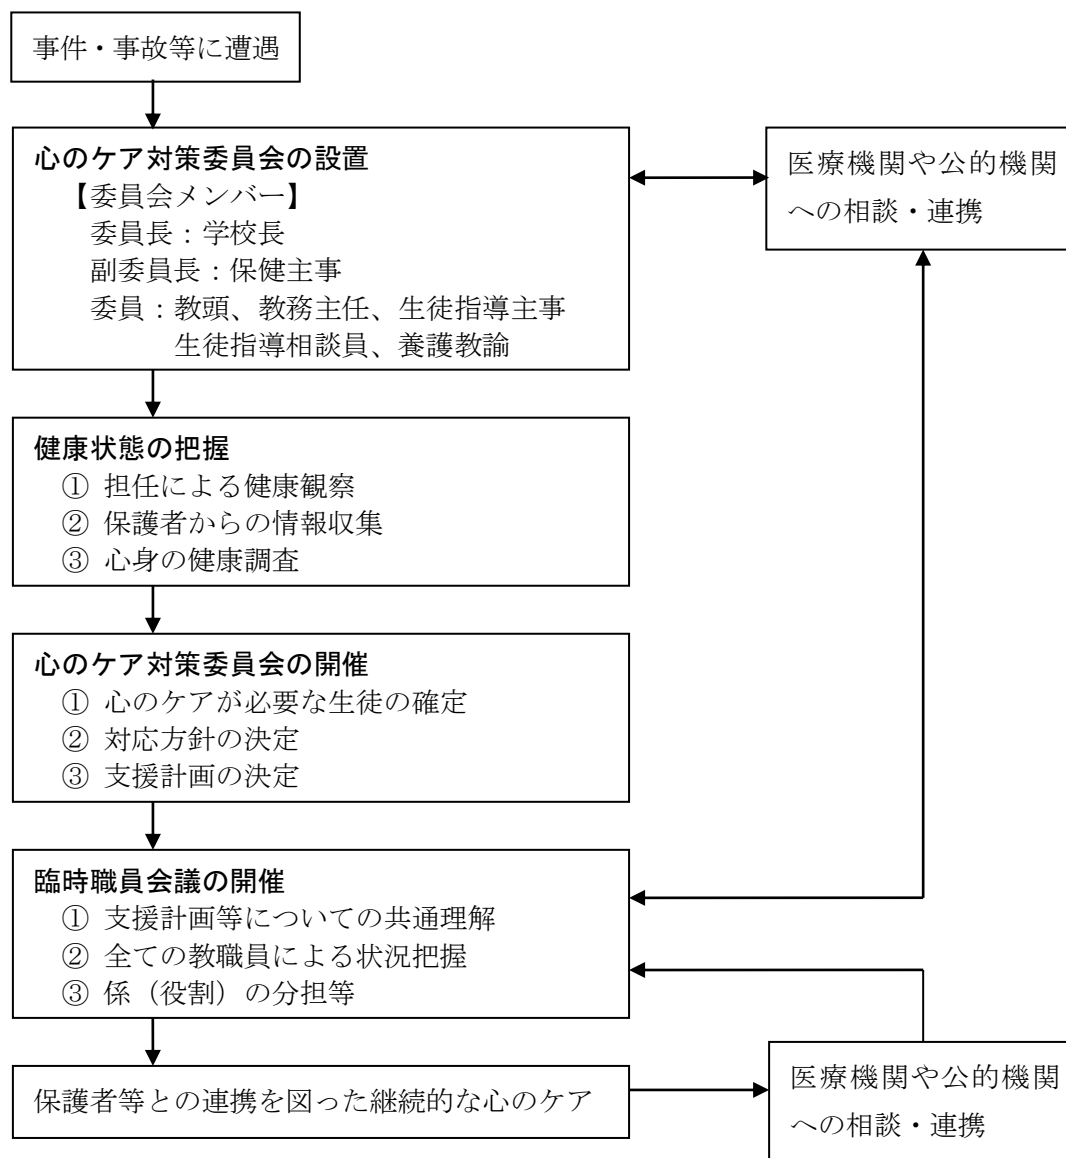 事件・事故等に遭遇
心のケア対策委員会の設置
【委員会メンバー】
委員長：学校長
副委員長：保健主事
委員：教頭、教務主任、生徒指導主事
生徒指導相談員、養護教諭
医療機関や公的機関
への相談・連携
健康状態の把握
① 担任による健康観察
② 保護者からの情報収集
③ 心身の健康調査
心のケア対策委員会の開催
① 心のケアが必要な生徒の確定
② 対応方針の決定
③ 支援計画の決定
臨時職員会議の開催
① 支援計画等についての共通理解
② 全ての教職員による状況把握
③ 係（役割）の分担等
保護者等との連携を図った継続的な心のケア
医療機関や公的機関
への相談・連携